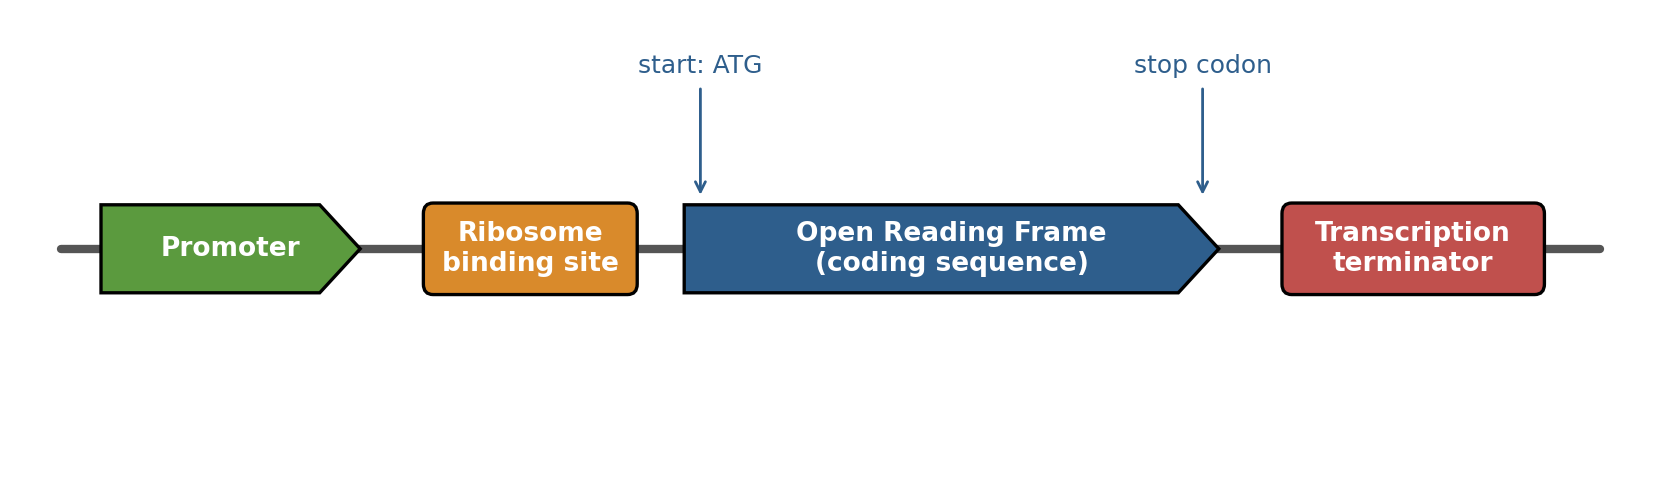 start: ATG
stop codon
Promoter
Ribosome
binding site
Open Reading Frame
(coding sequence)
Transcription
terminator